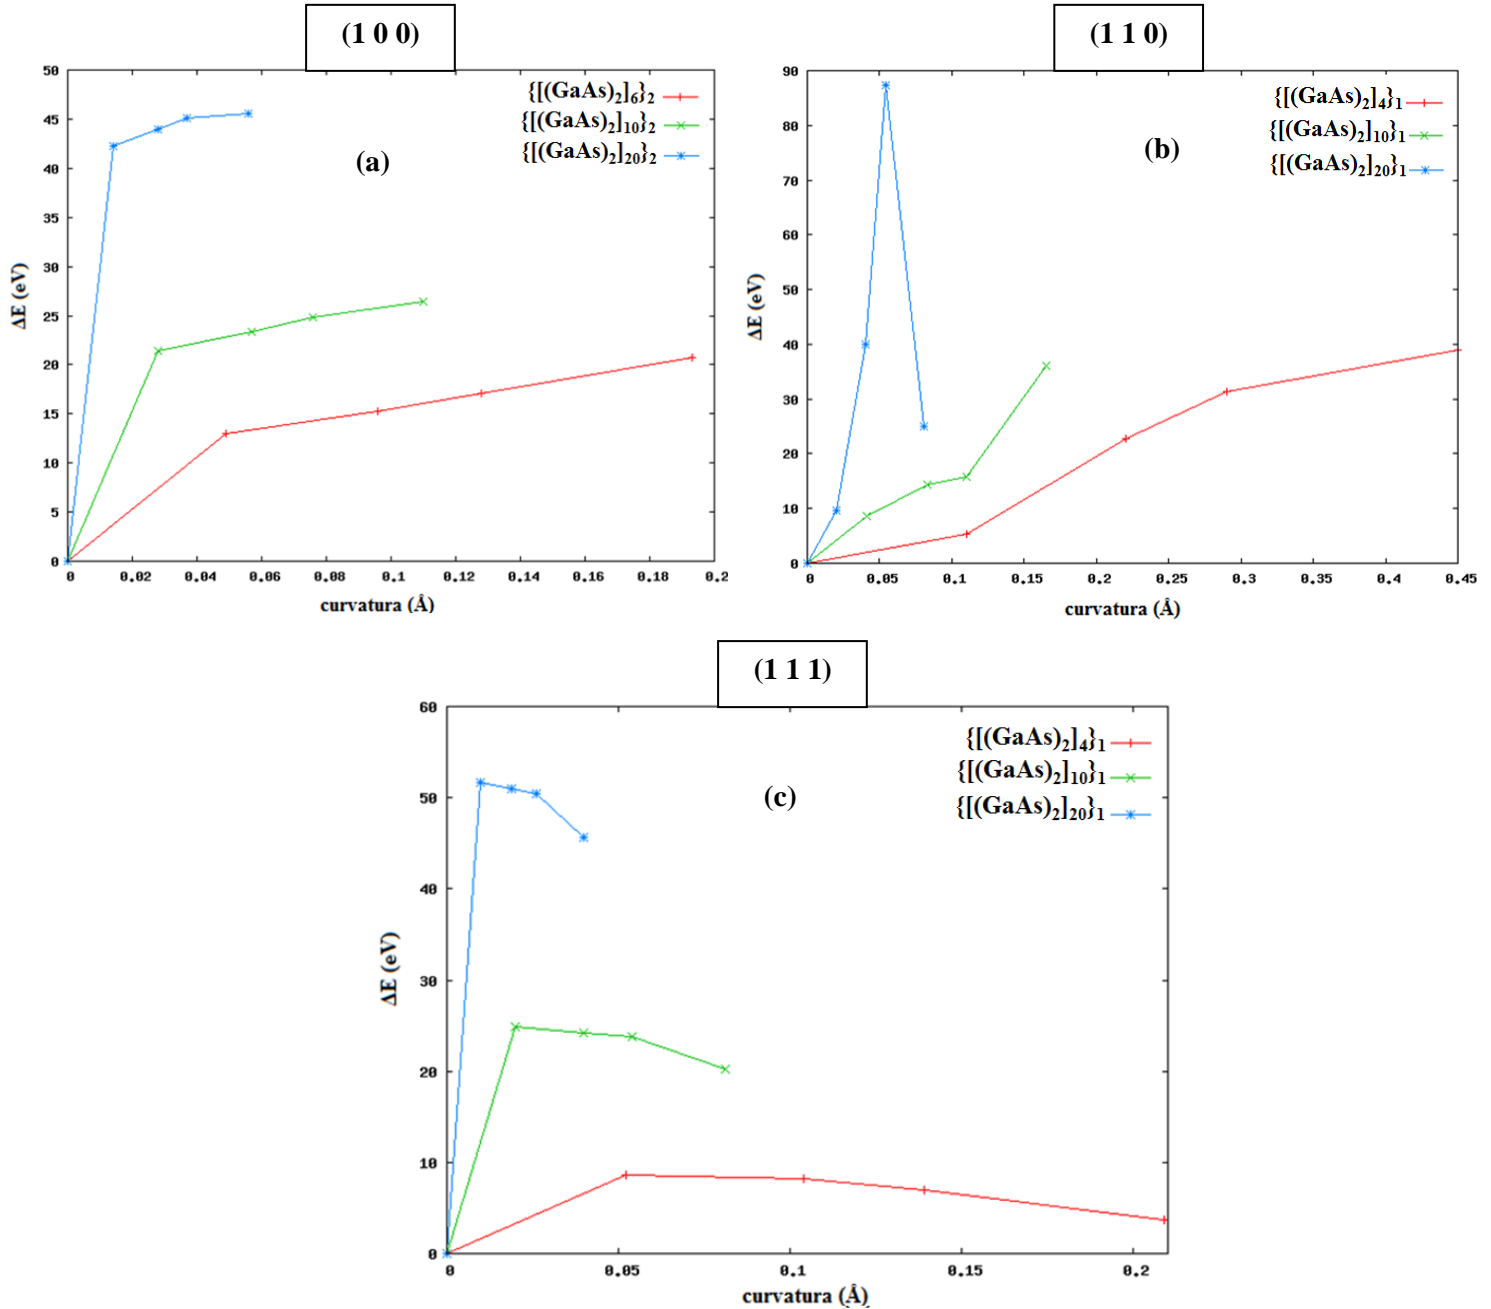 (1 0 0)
50
45
40
35
30
25
20
15
10
5
0
ΔE (eV)
{[(GaAs)2]6}2
{[(GaAs)2]10}2
{[(GaAs)2]20}2
(a)
0 0.02 0.04 0.06 0.08 0.1 0.12 0.14 0.16 0.18 0.2
curvatura (Å)
(1 1 0)
90
80
70
60
50
40
30
20
10
0
ΔE (eV)
{[(GaAs)2]4}1
{[(GaAs)2]10}1
{[(GaAs)2]20}1
(b)
0 0.05 0.1 0.15 0.2 0.25 0.3 0.35 0.4 0.45
curvatura (Å)
(1 1 1)
60
50
40
30
20
10
0
ΔE (eV)
{[(GaAs)2]4}1
{[(GaAs)2]10}1
{[(GaAs)2]20}1
(c)
0 0.05 0.1 0.15 0.2
curvatura (Å)